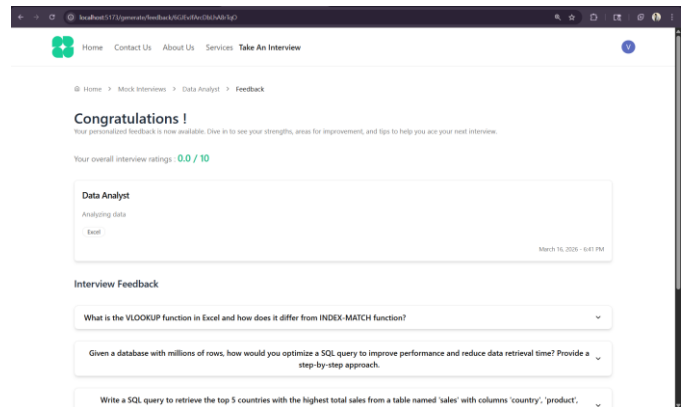 localhost:5173/generate/feedback/6GJEvifArcDbUvA0rTqO
Home Contact Us About Us Services Take An Interview
V
Home > Mock Interviews > Data Analyst > Feedback
Congratulations !
Your personalized feedback is now available. Dive in to see your strengths, areas for improvement, and tips to help you ace your next interview.
Your overall interview ratings : 0.0 / 10
Data Analyst
Analyzing data
Excel
March 16, 2026 - 6:41 PM
Interview Feedback
What is the VLOOKUP function in Excel and how does it differ from INDEX-MATCH function?
Given a database with millions of rows, how would you optimize a SQL query to improve performance and reduce data retrieval time? Provide a
step-by-step approach.
Write a SQL query to retrieve the top 5 countries with the highest total sales from a table named 'sales' with columns 'country', 'product',